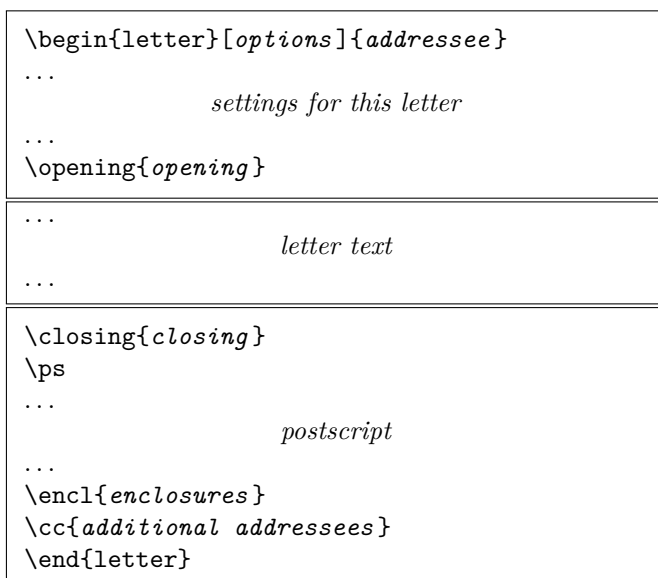 \begin{letter}[options]{addressee}
...
settings for this letter
...
\opening{opening}
...
letter text
...
\closing{closing}
\ps
...
postscript
...
\encl{enclosures}
\cc{additional addressees}
\end{letter}